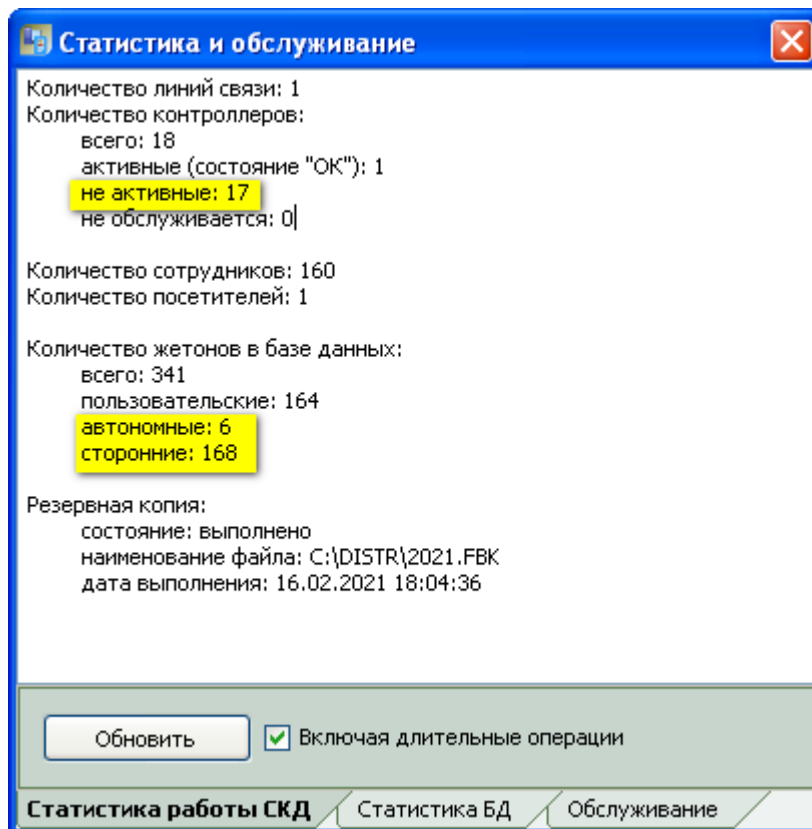 Статистика и обслуживание
Количество линий связи: 1
Количество контроллеров:
всего: 18
активные (состояние "ОК"): 1
не активные: 17
не обслуживается: 0
Количество сотрудников: 160
Количество посетителей: 1
Количество жетонов в базе данных:
всего: 341
пользовательские: 164
автономные: 6
сторонние: 168
Резервная копия:
состояние: выполнено
наименование файла: C:\DISTR\2021.FBK
дата выполнения: 16.02.2021 18:04:36
Обновить Включая длительные операции
Статистика работы СКД Статистика БД Обслуживание